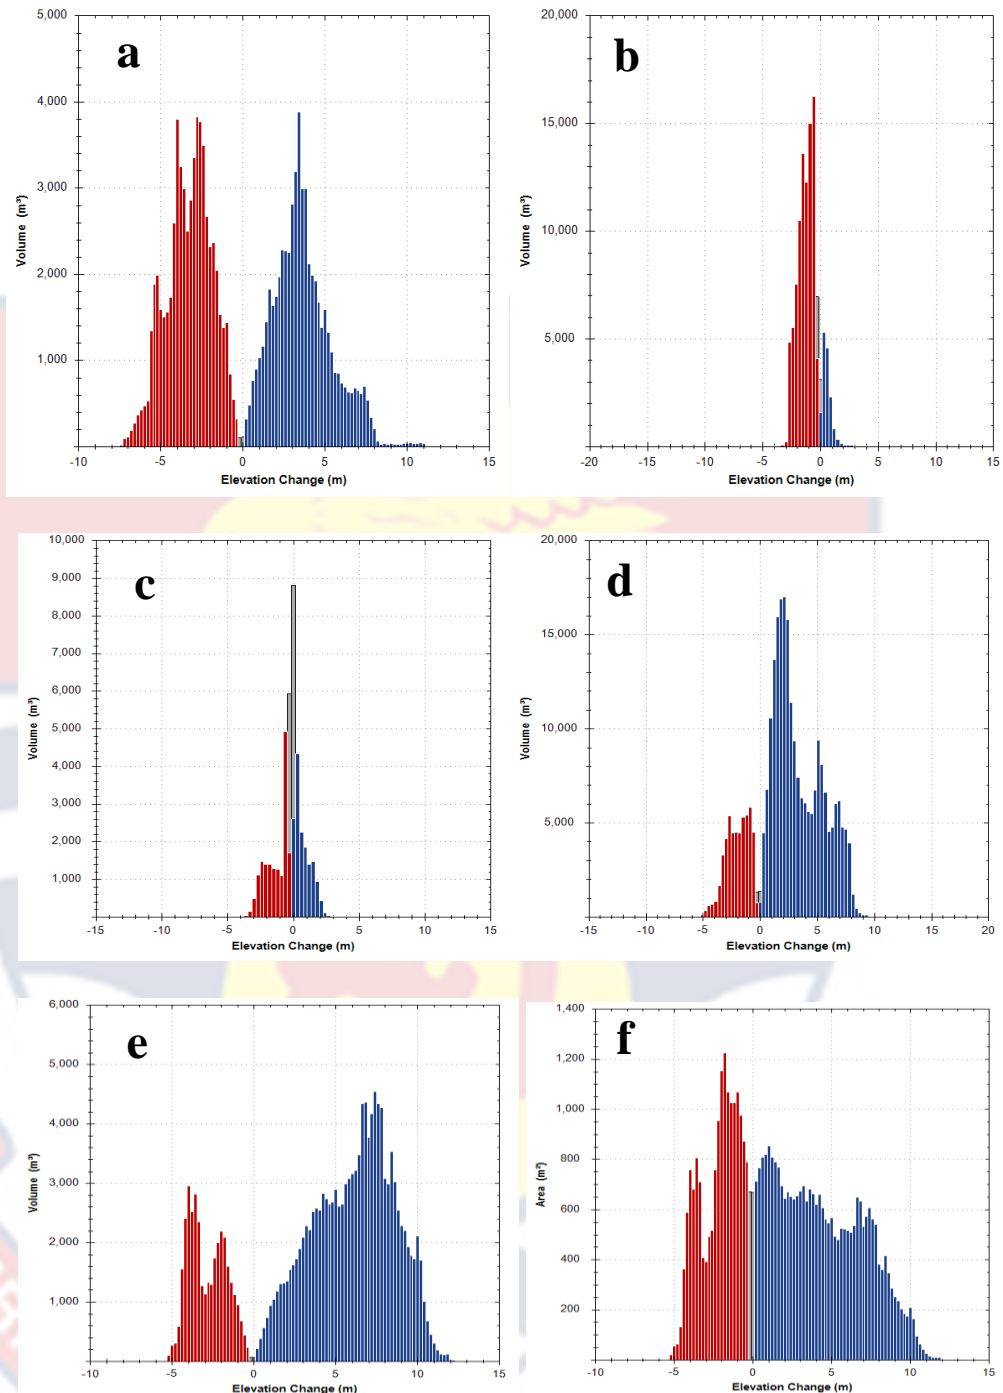 a
5,000
4,000
3,000
2,000
1,000
Volume (m³)
-10 -5 0 5 10 15
Elevation Change (m)
b
20,000
15,000
10,000
5,000
Volume (m³)
-20 -15 -10 -5 0 5 10 15
Elevation Change (m)
c
10,000
9,000
8,000
7,000
6,000
5,000
4,000
3,000
2,000
1,000
Volume (m³)
-15 -10 -5 0 5 10 15
Elevation Change (m)
d
20,000
15,000
10,000
5,000
Volume (m³)
-15 -10 -5 0 5 10 15 20
Elevation Change (m)
e
6,000
5,000
4,000
3,000
2,000
1,000
Volume (m³)
-10 -5 0 5 10 15
Elevation Change (m)
f
1,400
1,200
1,000
800
600
400
200
Area (m²)
-10 -5 0 5 10 15
Elevation Change (m)